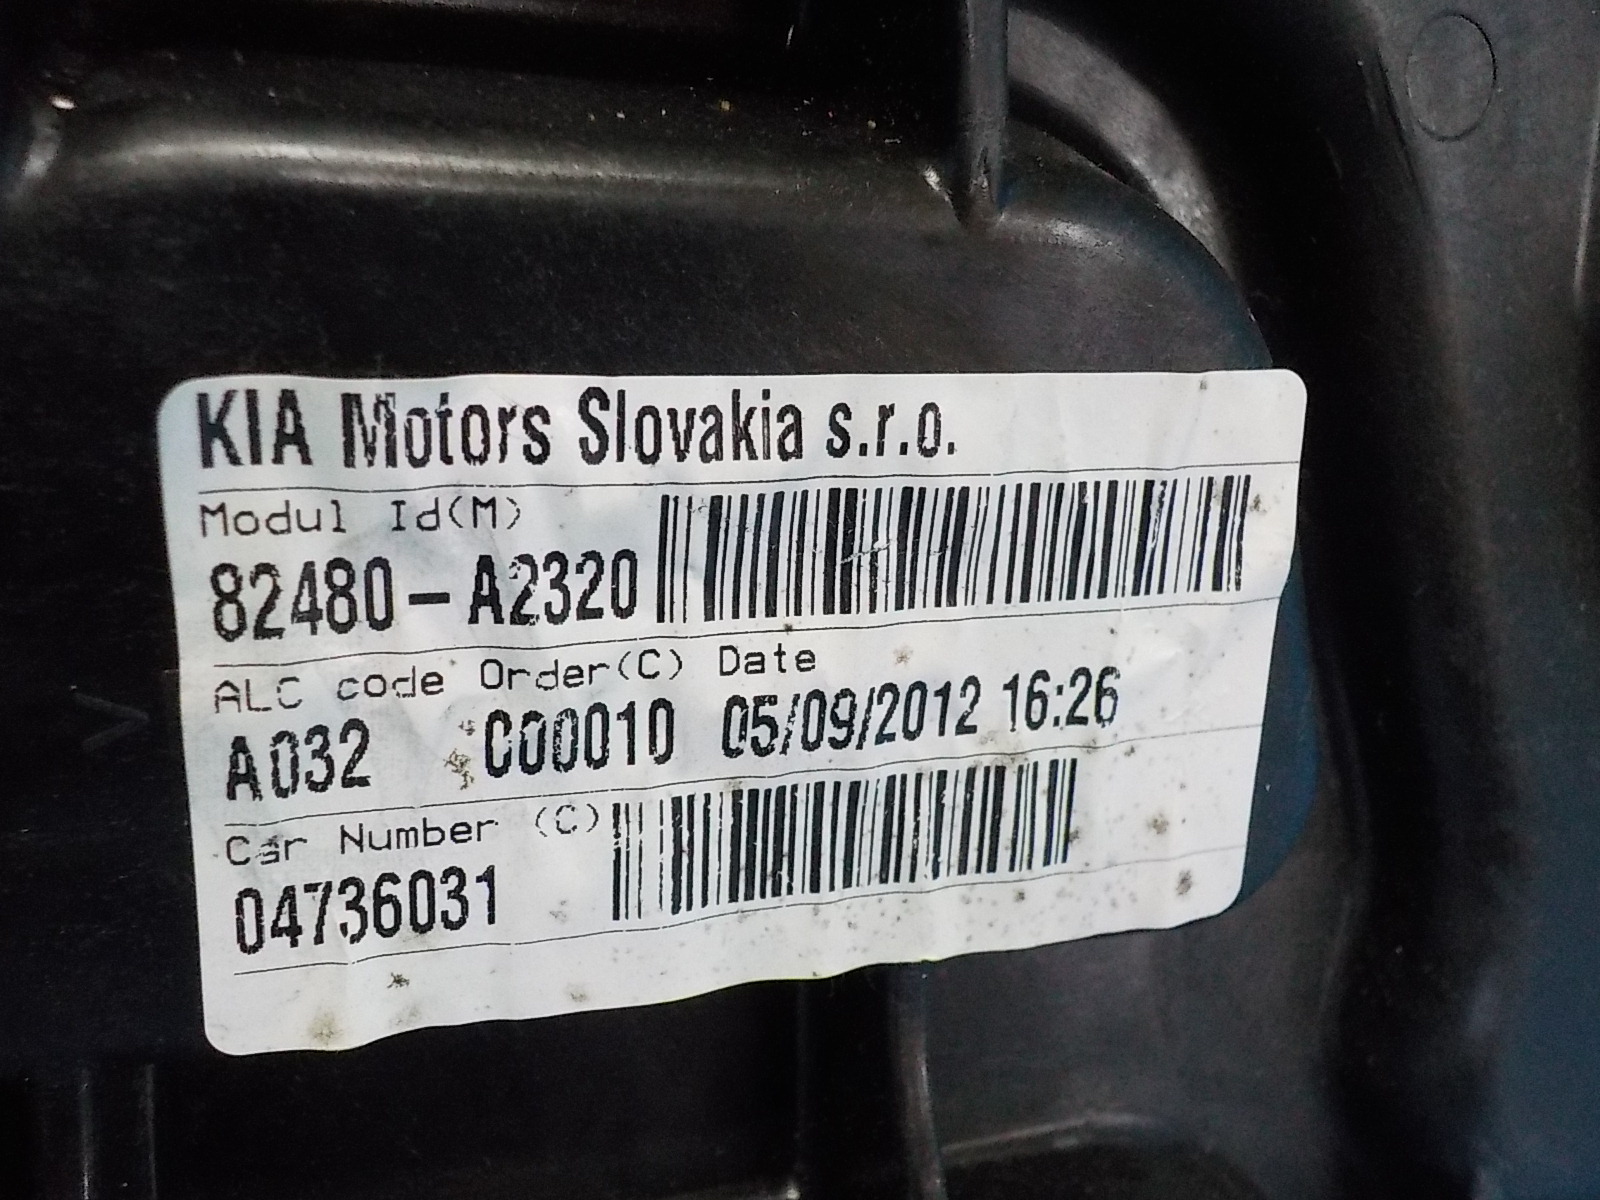 KIA Motors Slovakia s.r.o.
Modul Id(M)
82480-A2320
ALC code Order(C) Date
A032 C00010 05/09/2012 16:26
Car Number (C)
04736031